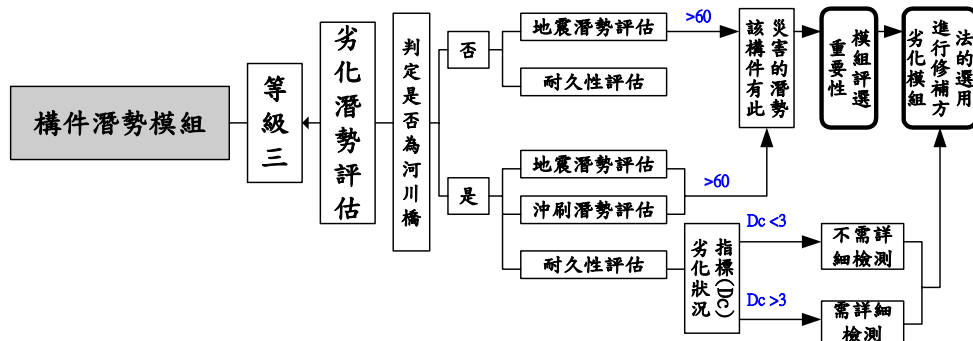 構件潛勢模組
等級三
劣化潛勢評估
判定是否為河川橋
否
是
地震潛勢評估
耐久性評估
地震潛勢評估
沖刷潛勢評估
耐久性評估
>60
>60
災害的潛勢
該構件有此
模組評選
重要性
法的選用
進行修補方
劣化模組
指標(Dc)
劣化狀況
Dc <3
Dc >3
不需詳
細檢測
需詳細
檢測